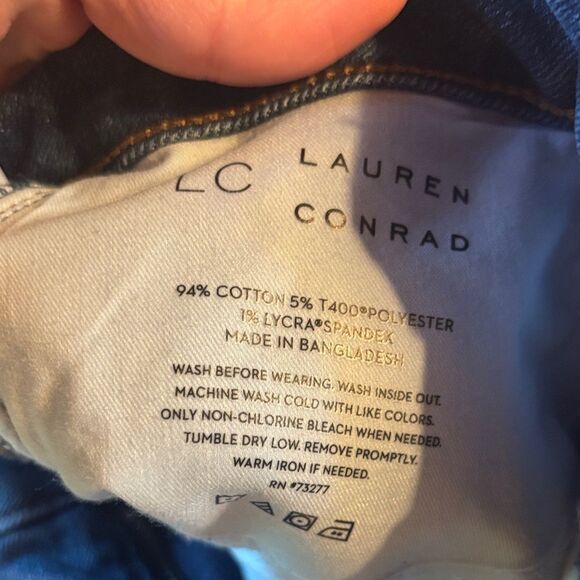 LC LAUREN
CONRAD
94% COTTON 5% T400®POLYESTER
1% LYCRA®SPANDEX
MADE IN BANGLADESH
WASH BEFORE WEARING. WASH INSIDE OUT.
MACHINE WASH COLD WITH LIKE COLORS.
ONLY NON-CHLORINE BLEACH WHEN NEEDED.
TUMBLE DRY LOW. REMOVE PROMPTLY.
WARM IRON IF NEEDED.
RN #73277